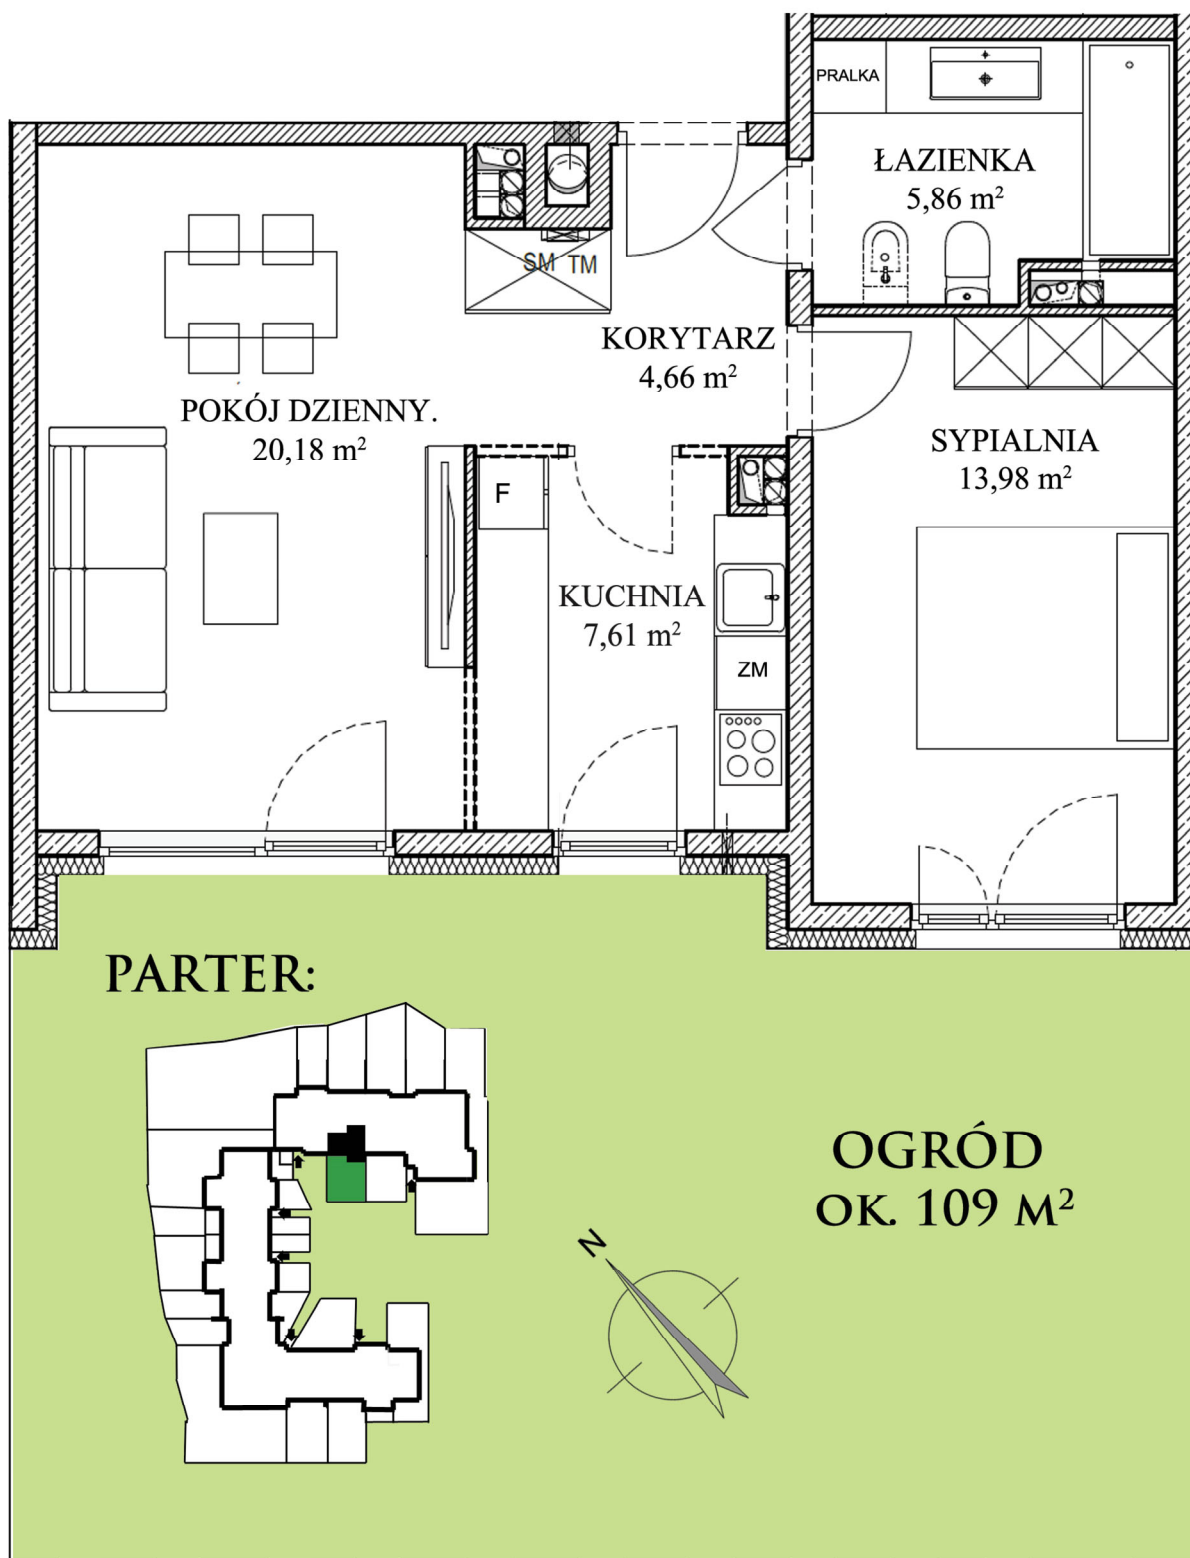 PRALKA
ŁAZIENKA
5,86 m²
SM TM
KORYTARZ
4,66 m²
POKÓJ DZIENNY.
20,18 m²
SYPIALNIA
13,98 m²
F
KUCHNIA
7,61 m²
ZM
PARTER:
OGRÓD
OK. 109 M²
N